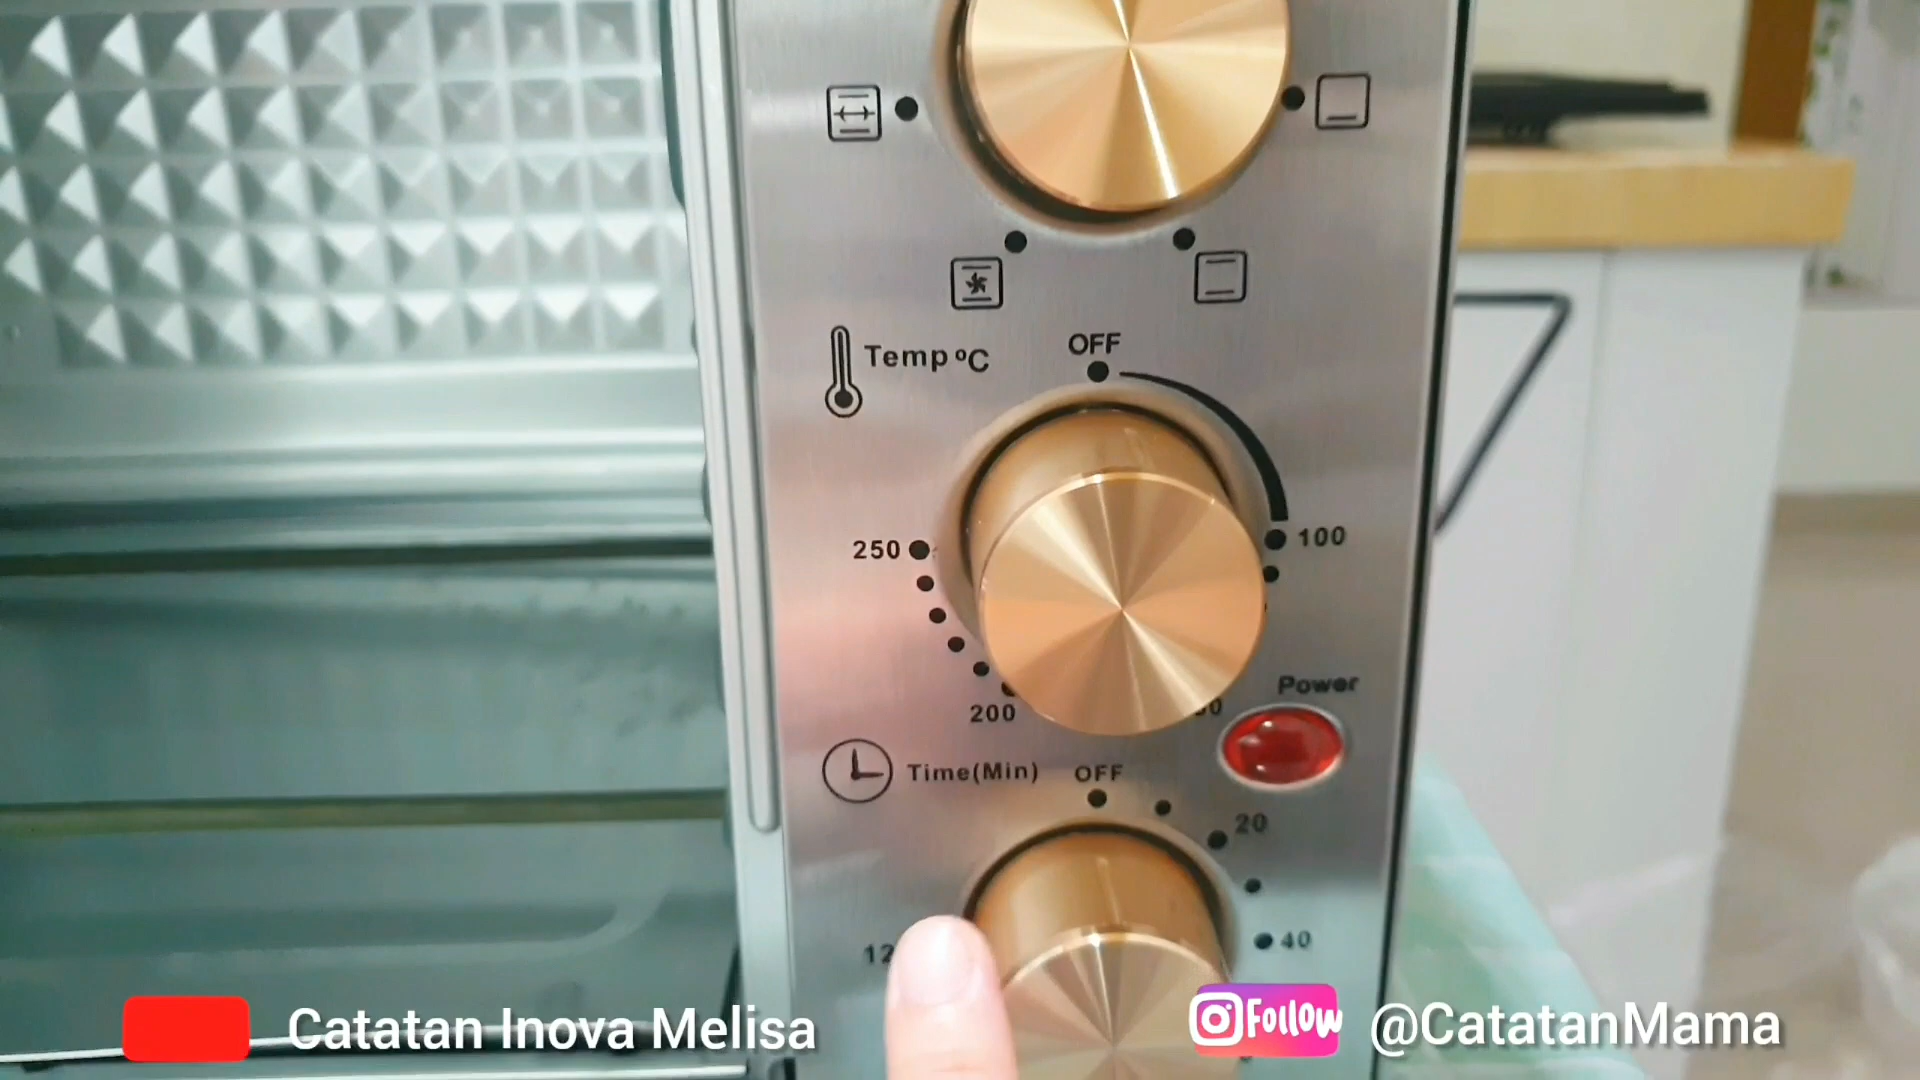 OFF
Temp °C
250
100
200
Power
Time(Min)
OFF
20
40
Catatan Inova Melisa
Follow
@CatatanMama